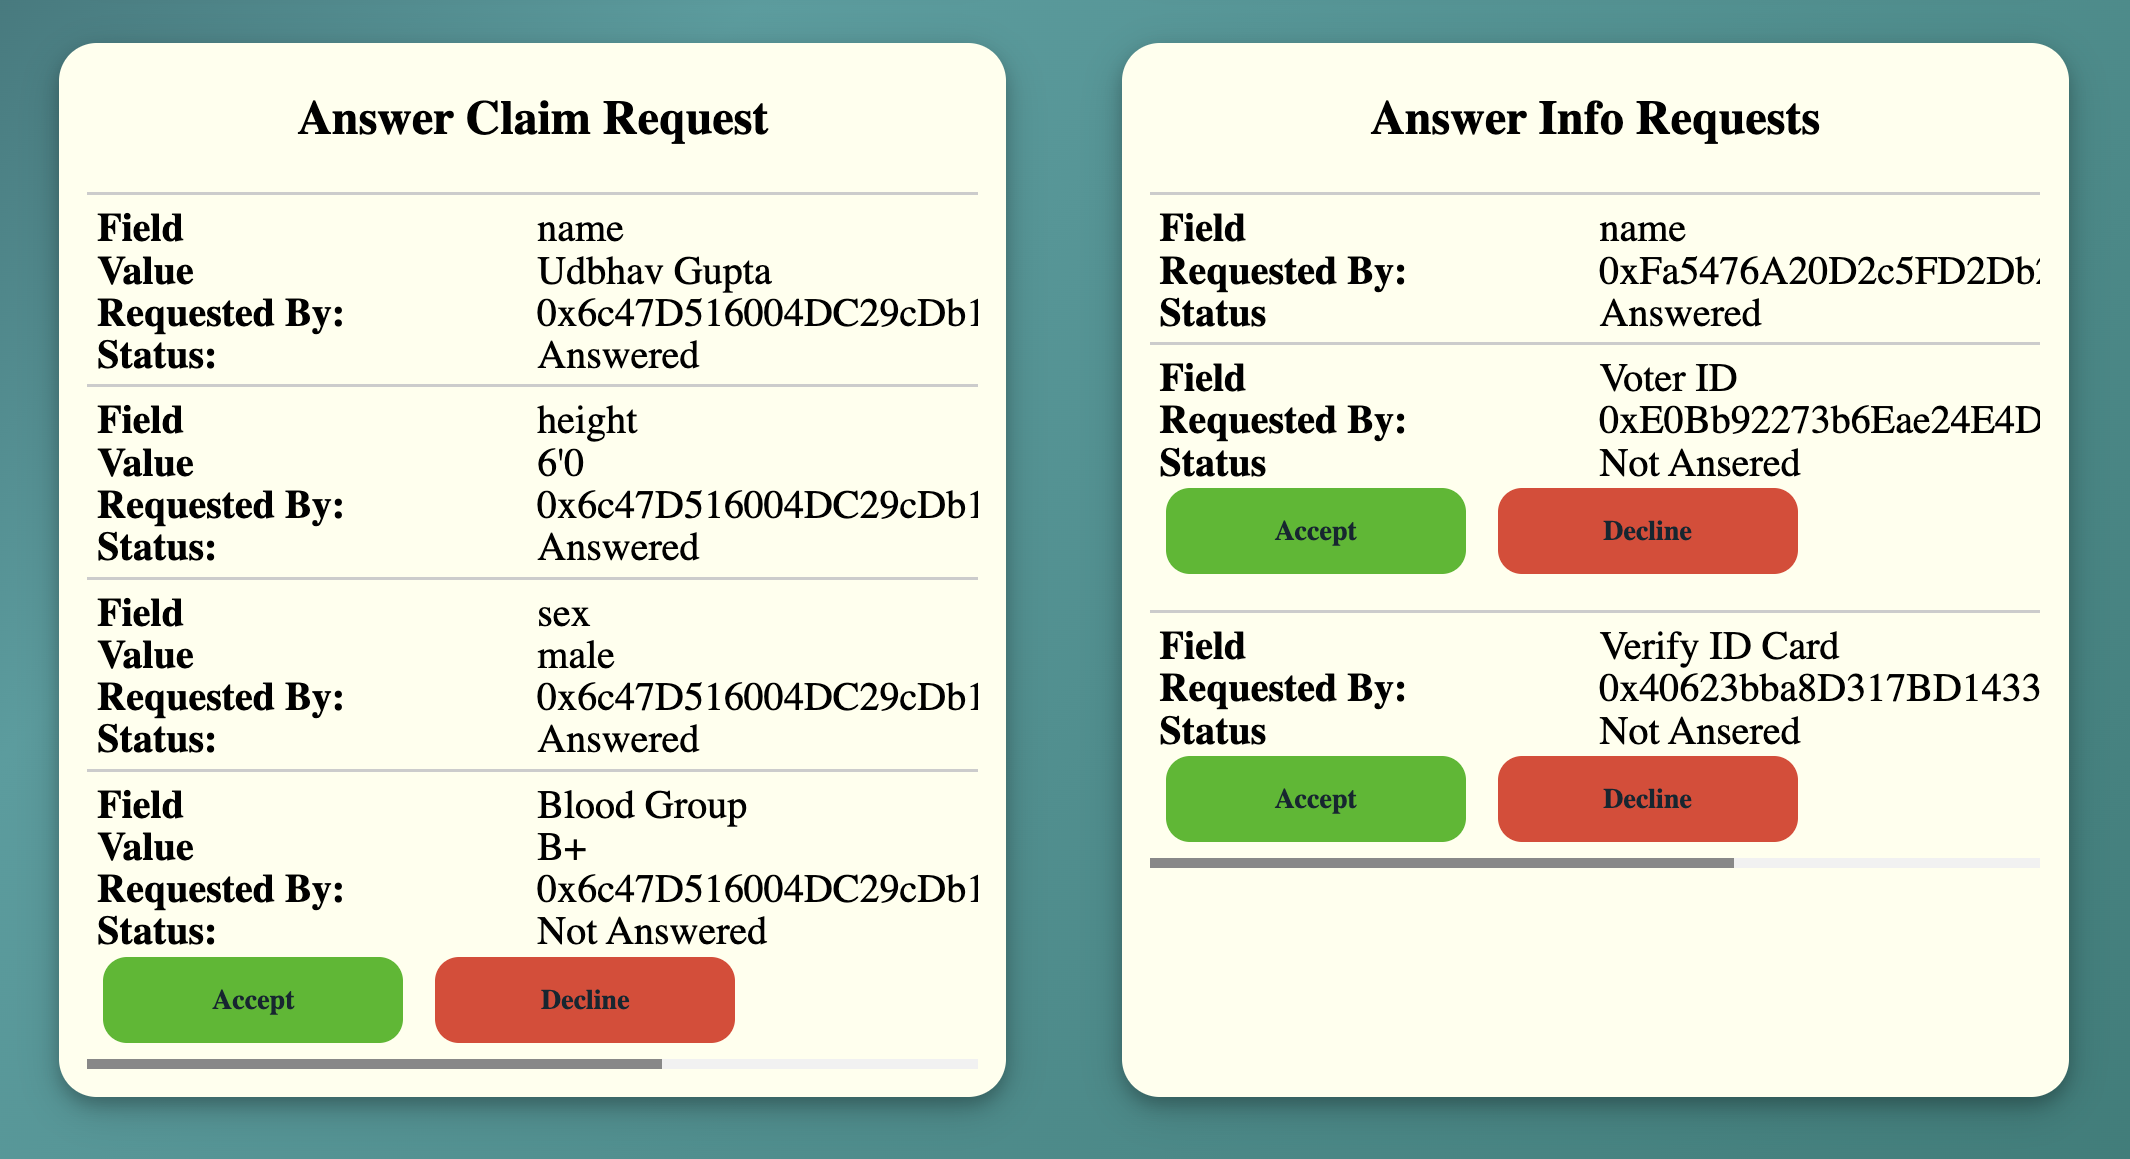 Answer Claim Request
Field name
Value Udbhav Gupta
Requested By: 0x6c47D516004DC29cDb1
Status: Answered
Field height
Value 6'0
Requested By: 0x6c47D516004DC29cDb1
Status: Answered
Field sex
Value male
Requested By: 0x6c47D516004DC29cDb1
Status: Answered
Field Blood Group
Value B+
Requested By: 0x6c47D516004DC29cDb1
Status: Not Answered
Accept Decline
Answer Info Requests
Field name
Requested By: 0xFa5476A20D2c5FD2Db2
Status Answered
Field Voter ID
Requested By: 0xE0Bb92273b6Eae24E4D
Status Not Ansered
Accept Decline
Field Verify ID Card
Requested By: 0x40623bba8D317BD1433
Status Not Ansered
Accept Decline